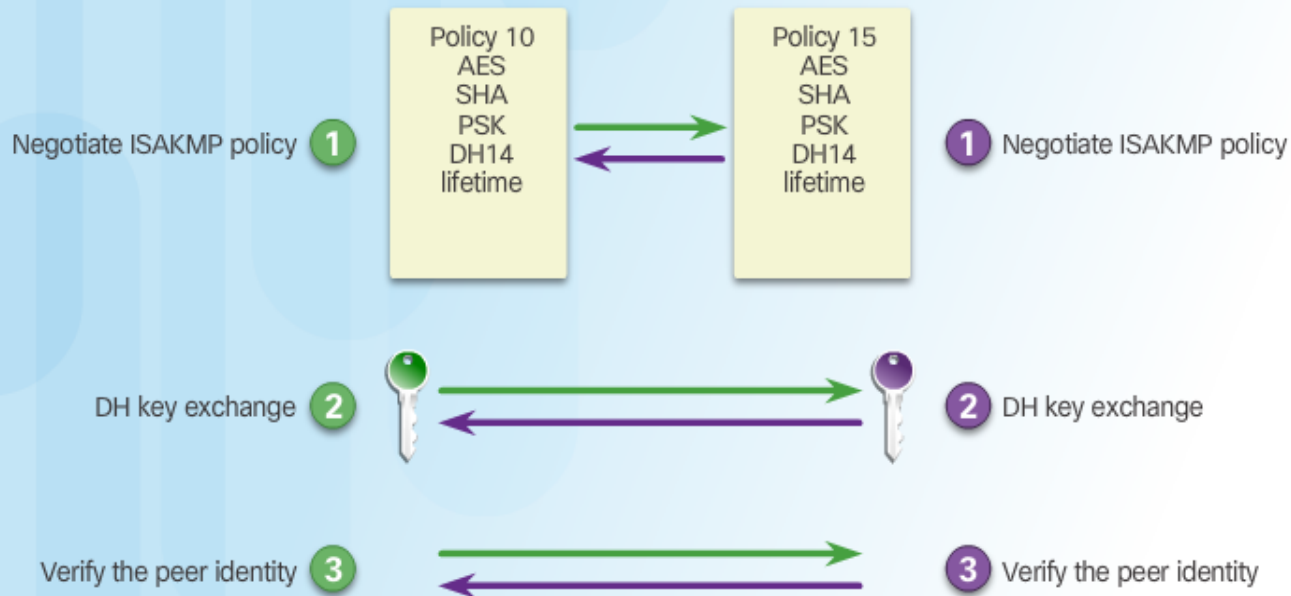 Policy 10
AES
SHA
PSK
DH14
lifetime
Policy 15
AES
SHA
PSK
DH14
lifetime
Negotiate ISAKMP policy 1
1 Negotiate ISAKMP policy
DH key exchange 2
2 DH key exchange
Verify the peer identity 3
3 Verify the peer identity